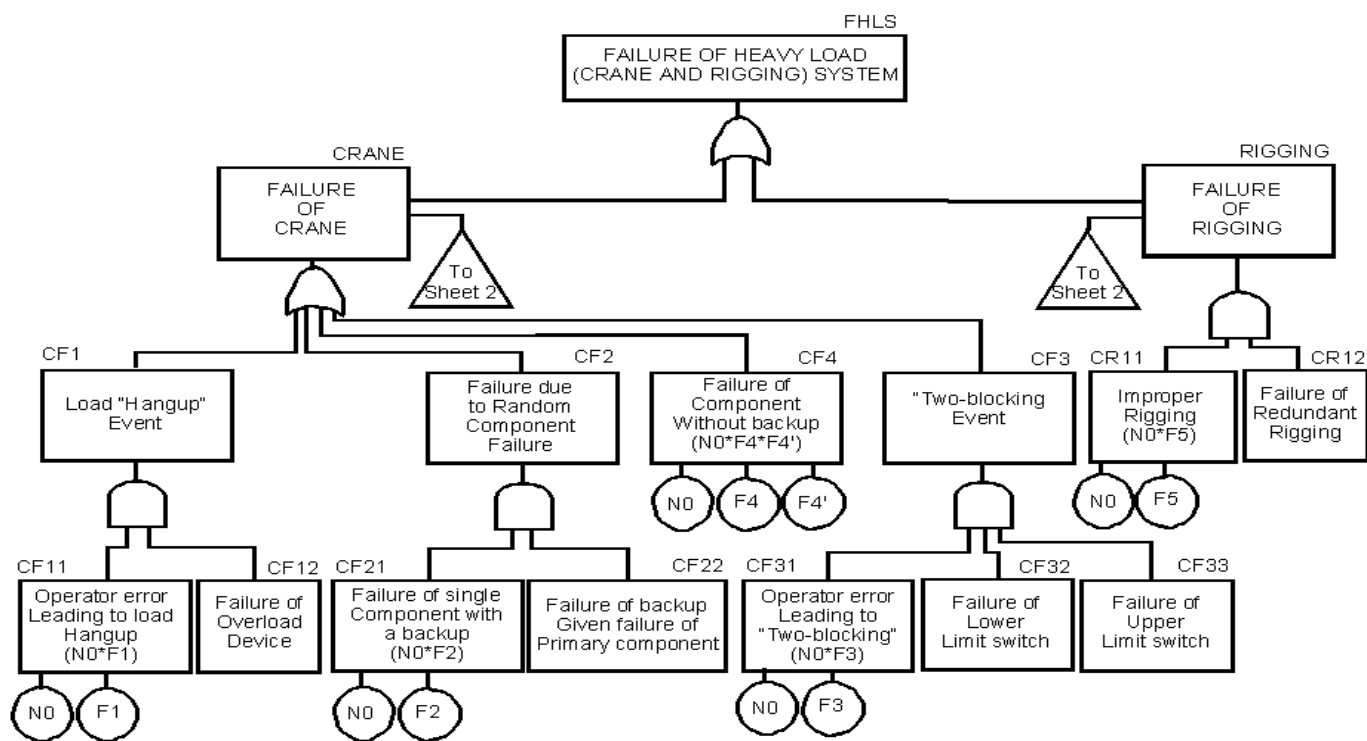 FHLS
FAILURE OF HEAVY LOAD
(CRANE AND RIGGING) SYSTEM
CRANE
FAILURE
OF
CRANE
To
Sheet 2
RIGGING
FAILURE
OF
RIGGING
To
Sheet 2
CF1
Load "Hangup"
Event
CF2
Failure due
to Random
Component
Failure
CF4
Failure of
Component
Without backup
(N0*F4*F4')
N0
F4
F4'
CF3
"Two-blocking
Event
CR11
Improper
Rigging
(N0*F5)
N0
F5
CR12
Failure of
Redundant
Rigging
CF11
Operator error
Leading to load
Hangup
(N0*F1)
N0
F1
CF12
Failure of
Overload
Device
CF21
Failure of single
Component with
a backup
(N0*F2)
N0
F2
CF22
Failure of backup
Given failure of
Primary component
CF31
Operator error
Leading to
"Two-blocking"
(N0*F3)
N0
F3
CF32
Failure of
Lower
Limit switch
CF33
Failure of
Upper
Limit switch